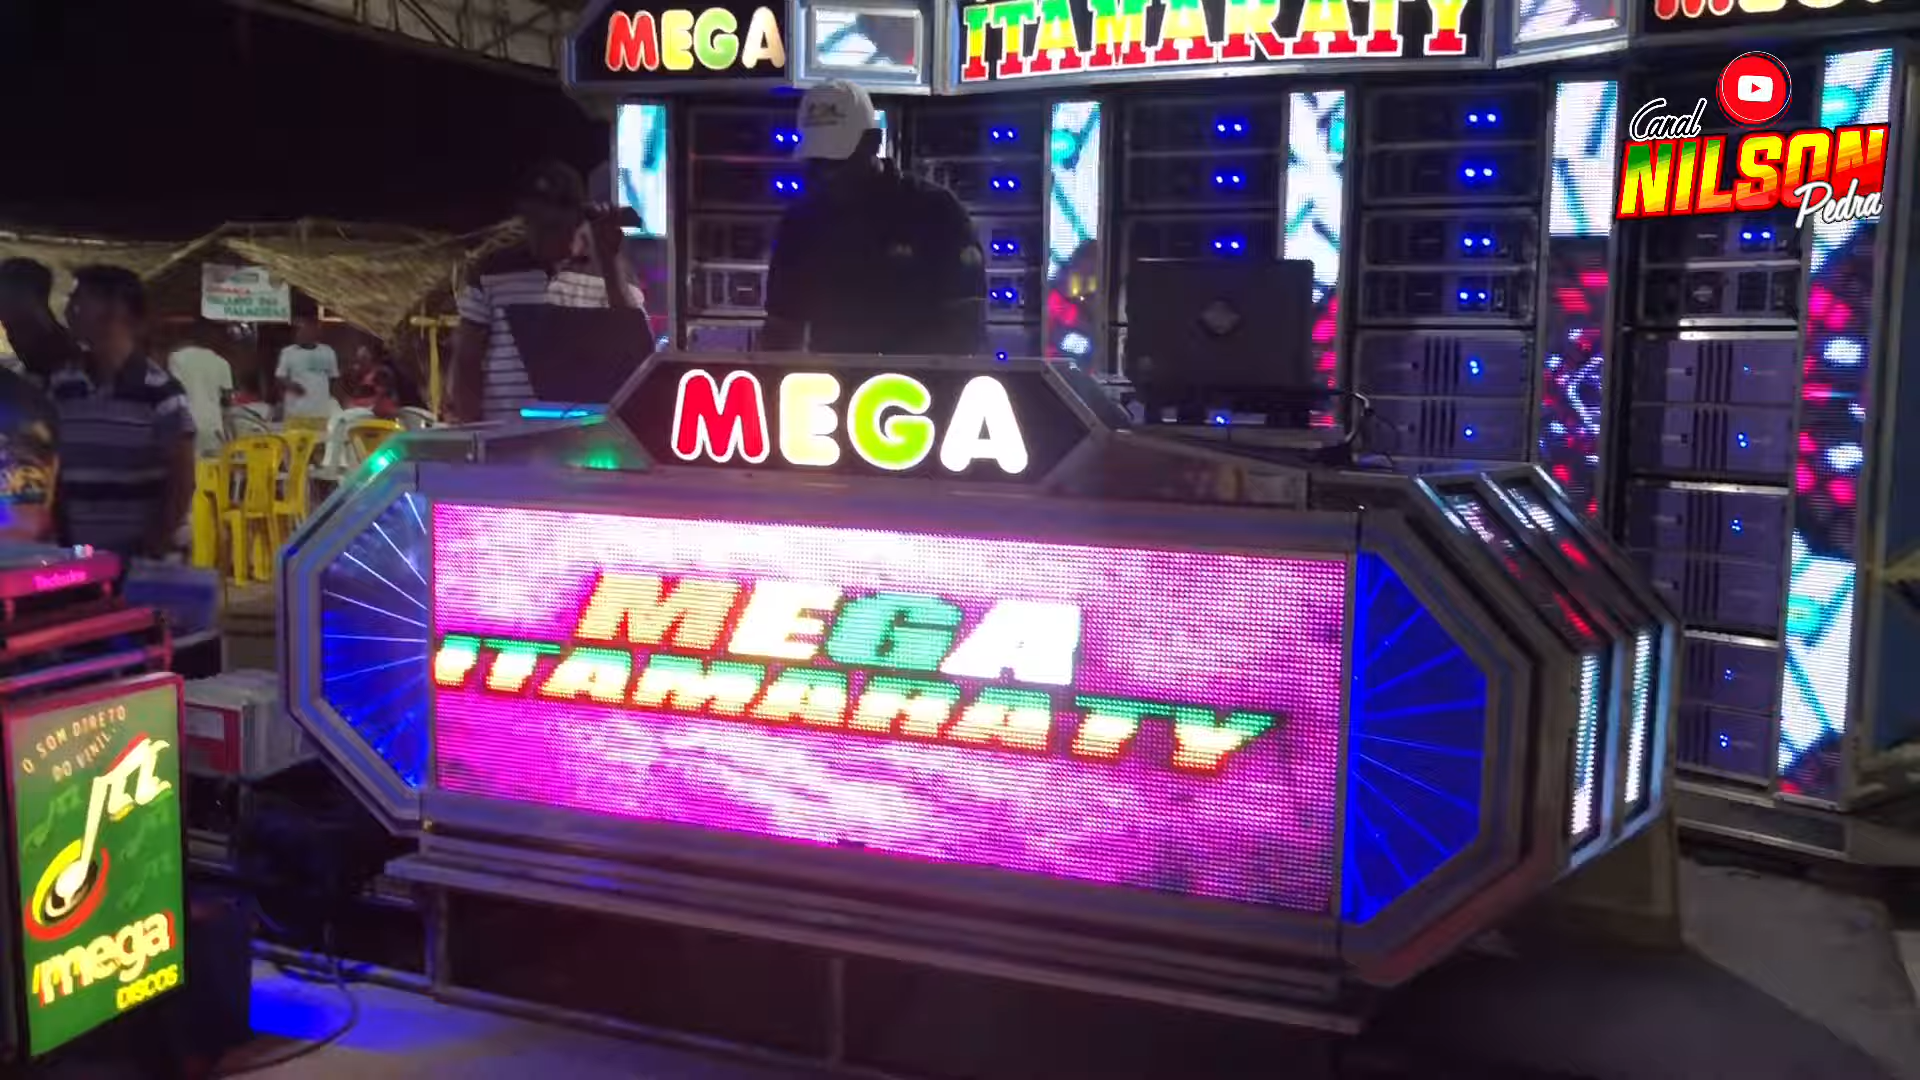 MEGA
ITAMARATY
Canal
NILSON
Pedra
MEGA
MEGA
ITAMARATY
O SOM DIRETO
DO VINIL
mega
DISCOS